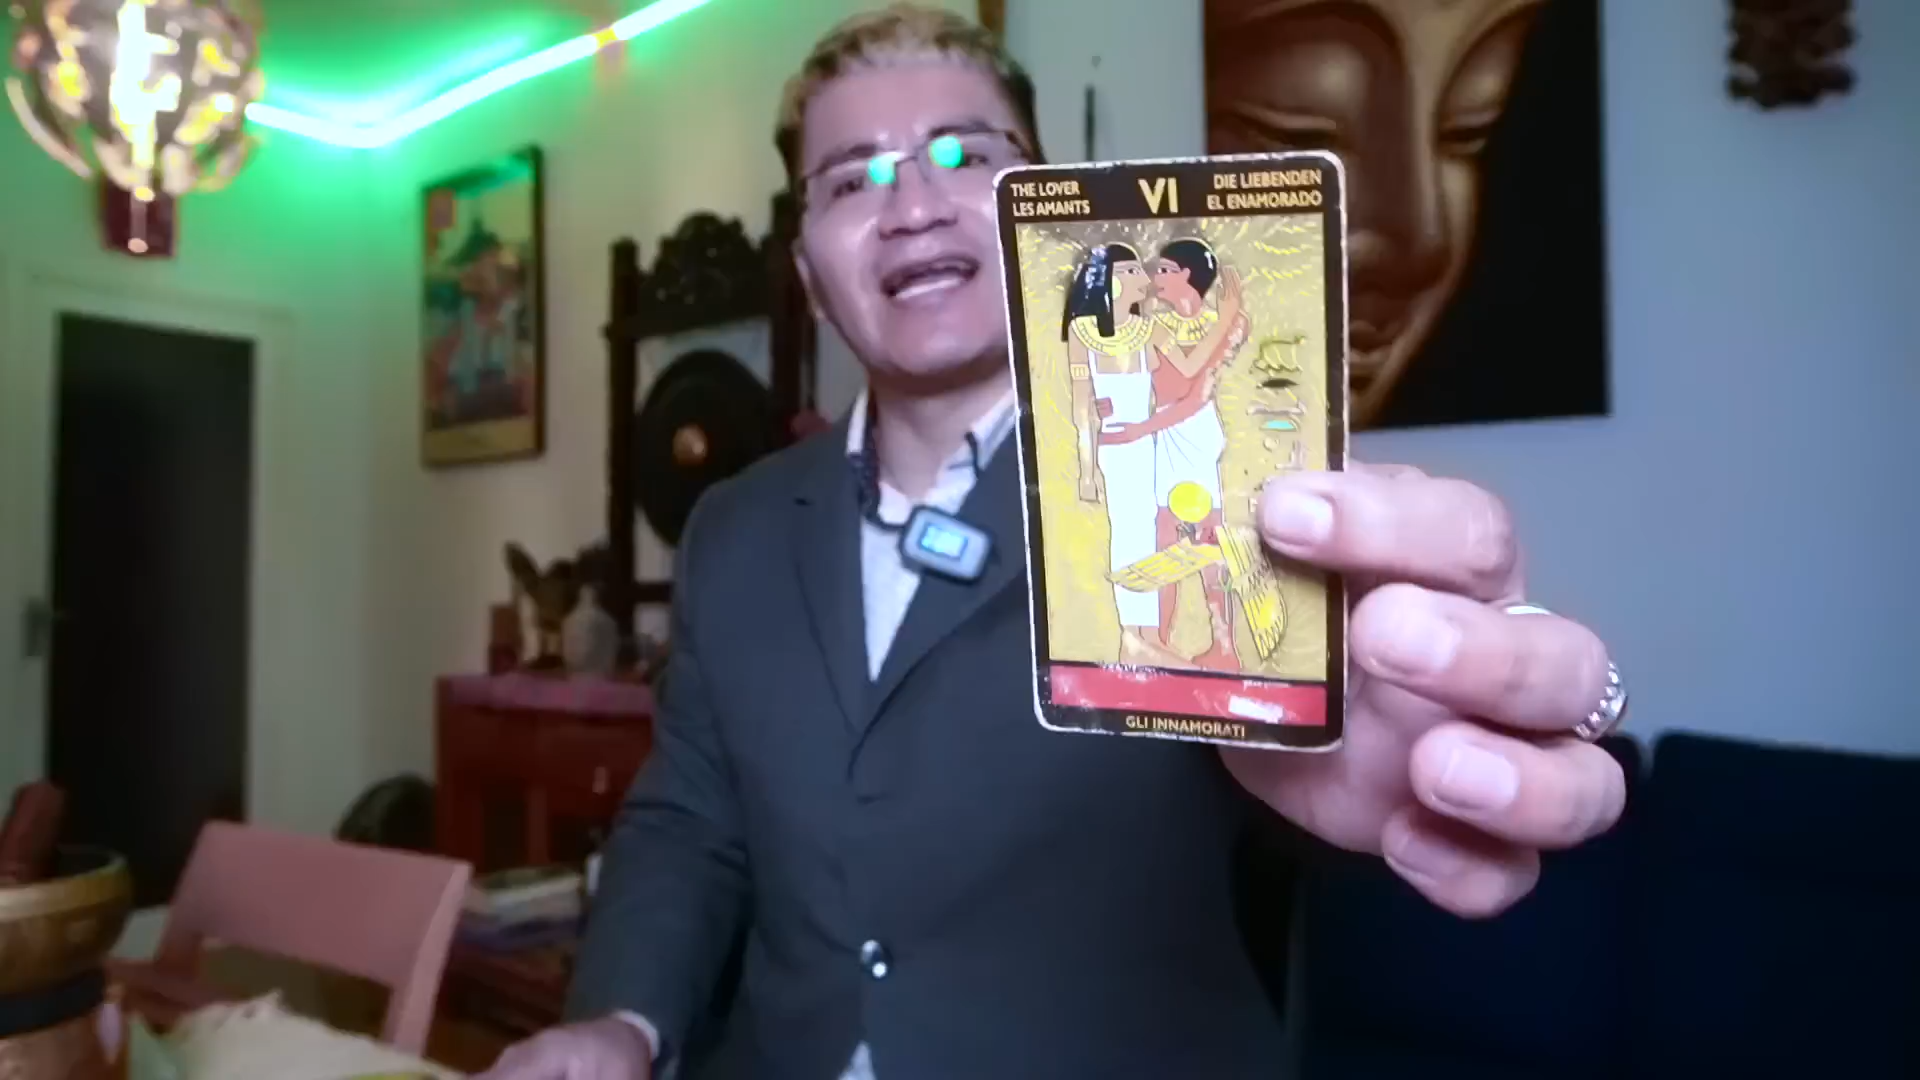 THE LOVER
LES AMANTS
VI
DIE LIEBENDEN
EL ENAMORADO
GLI INNAMORATI